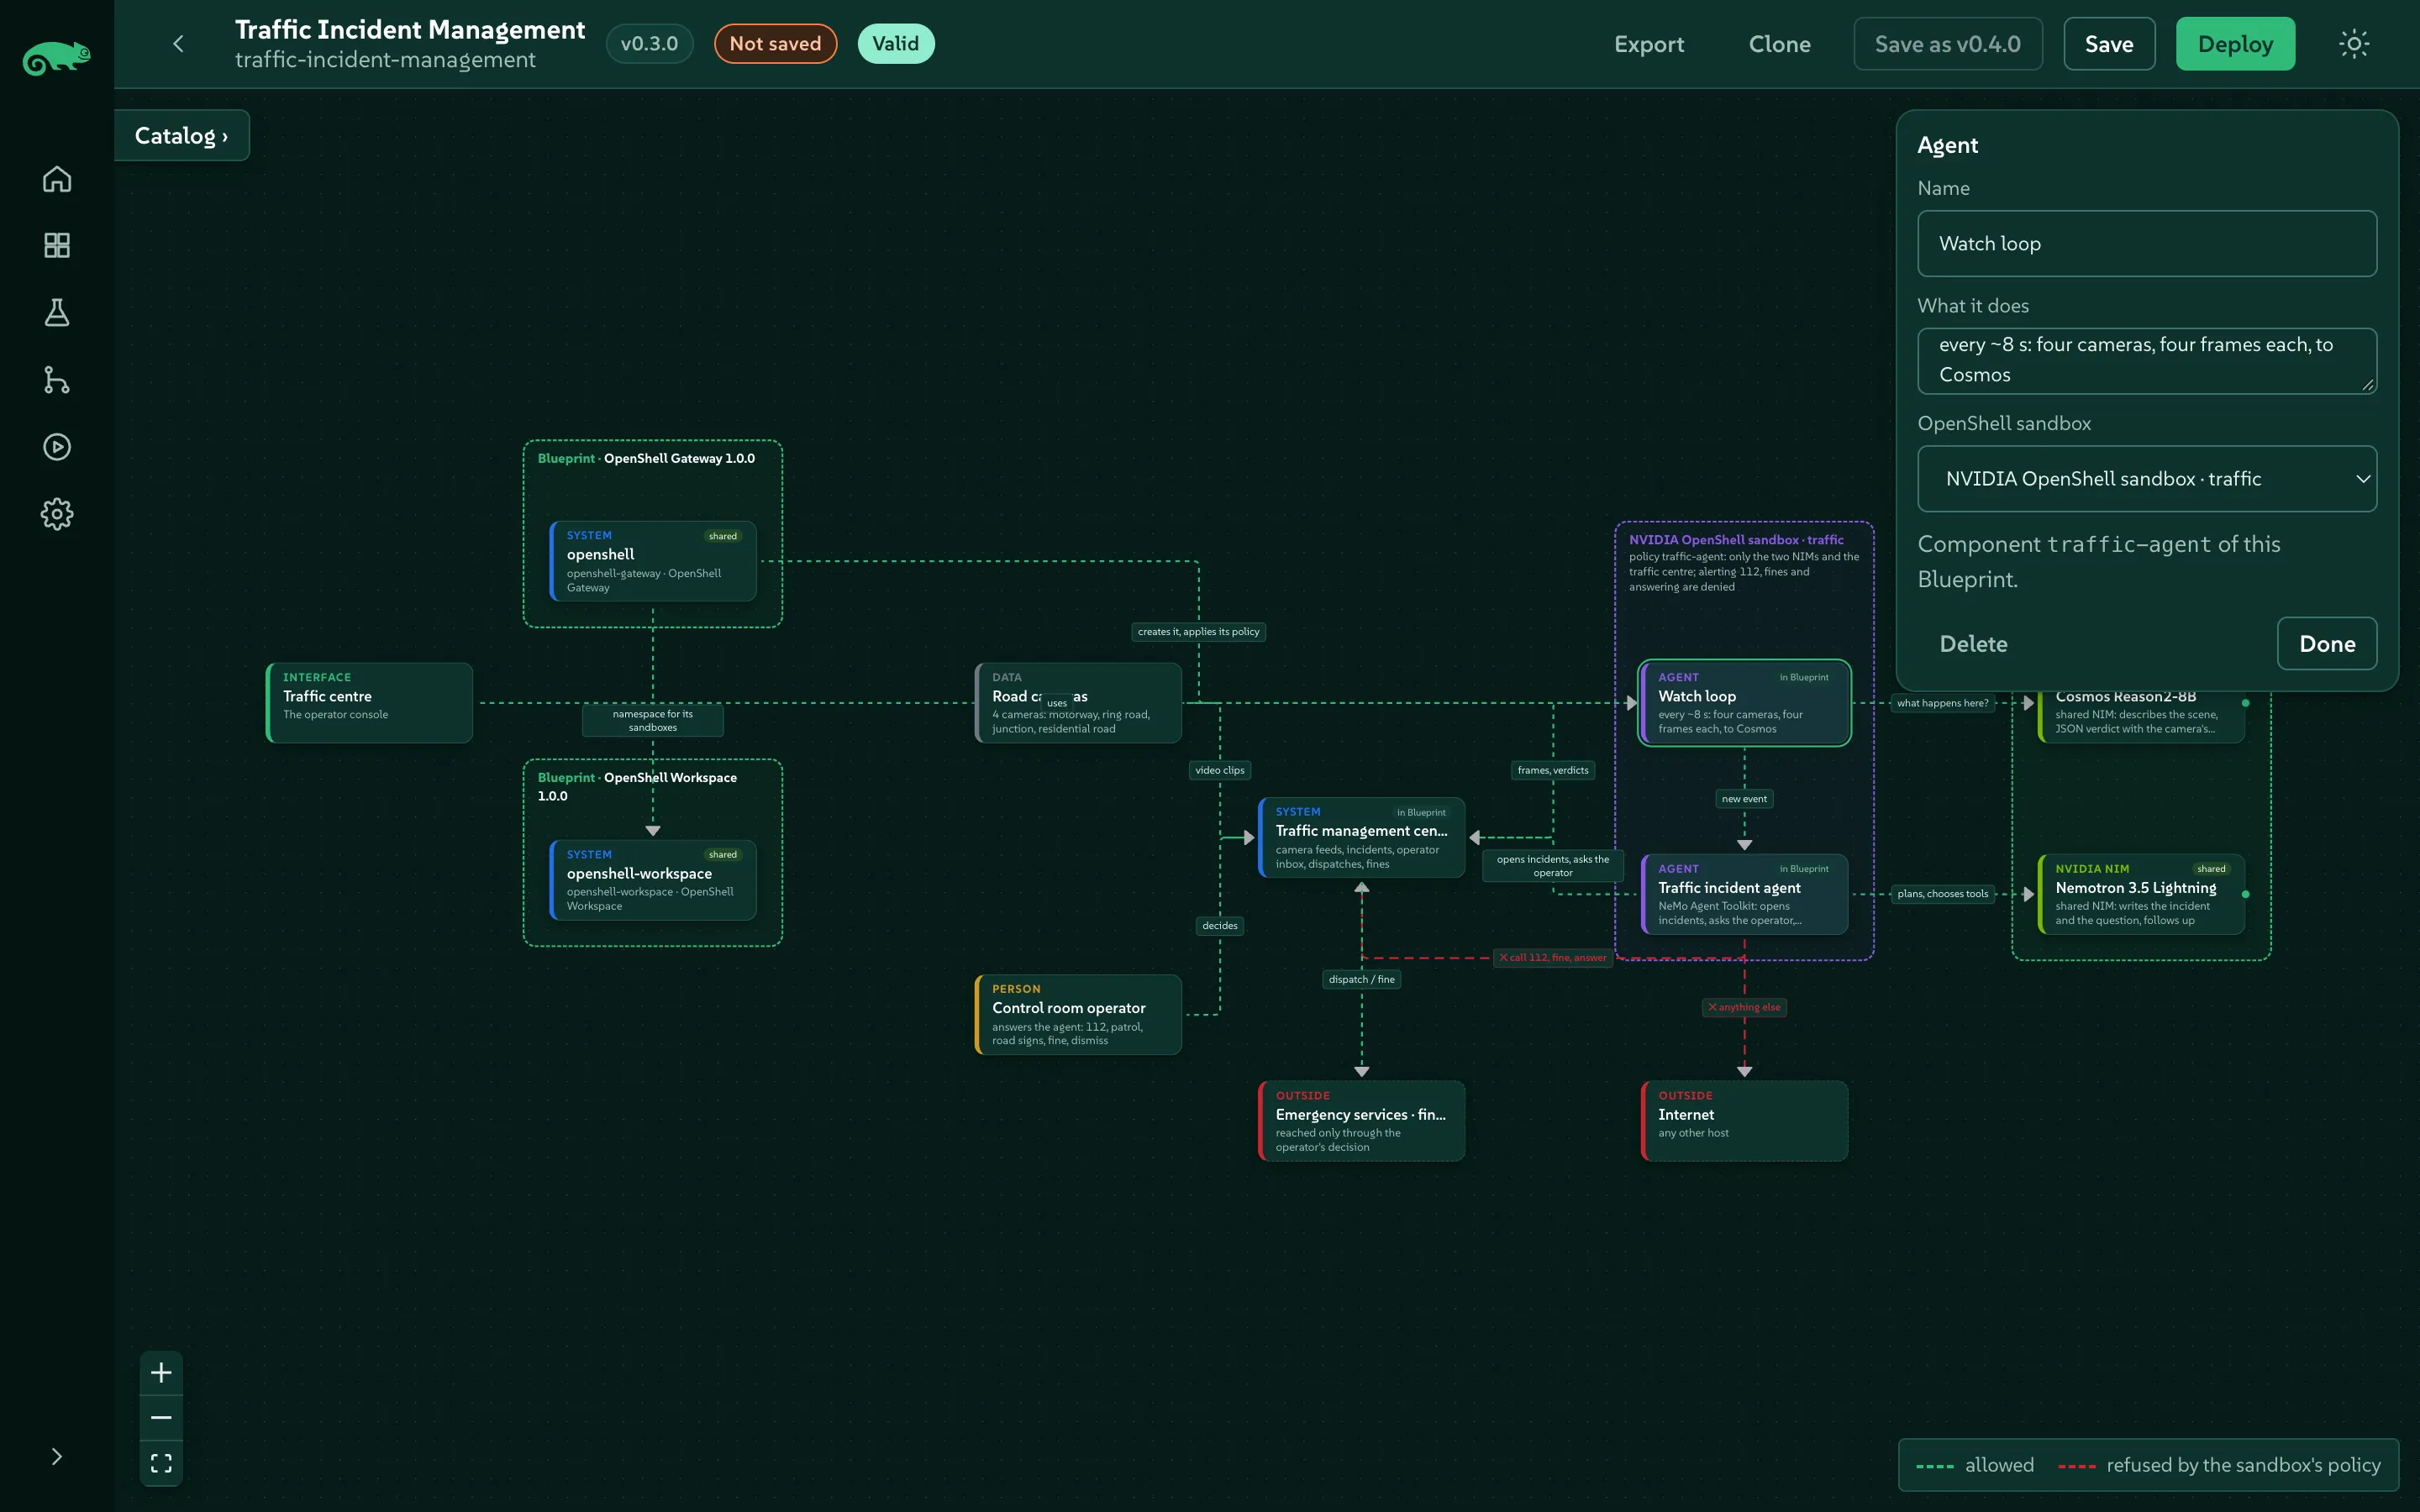 Traffic Incident Management
traffic-incident-management
v0.3.0
Not saved
Valid
Export
Clone
Save as v0.4.0
Save
Deploy
Catalog ›
Agent
Name
Watch loop
What it does
every ~8 s: four cameras, four frames each, to
Cosmos
OpenShell sandbox
NVIDIA OpenShell sandbox · traffic
Component traffic-agent of this
Blueprint.
Delete
Done
Blueprint · OpenShell Gateway 1.0.0
SYSTEM
shared
openshell
openshell-gateway · OpenShell
Gateway
creates it, applies its policy
INTERFACE
Traffic centre
The operator console
namespace for its
sandboxes
Blueprint · OpenShell Workspace
1.0.0
SYSTEM
shared
openshell-workspace
openshell-workspace · OpenShell
Workspace
DATA
Road
uses
4 cameras: motorway, ring road,
junction, residential road
video clips
frames, verdicts
SYSTEM
in Blueprint
Traffic management cen...
camera feeds, incidents, operator
inbox, dispatches, fines
opens incidents, asks the
operator
decides
PERSON
Control room operator
answers the agent: 112, patrol,
road signs, fine, dismiss
dispatch / fine
✕ call 112, fine, answer
✕ anything else
OUTSIDE
Emergency services · fin...
reached only through the
operator's decision
OUTSIDE
Internet
any other host
NVIDIA OpenShell sandbox · traffic
policy traffic-agent: only the two NIMs and the
traffic centre; alerting 112, fines and
answering are denied
AGENT
in Blueprint
Watch loop
every ~8 s: four cameras, four
frames each, to Cosmos
new event
AGENT
in Blueprint
Traffic incident agent
NeMo Agent Toolkit: opens
incidents, asks the operator,...
what happens here?
Cosmos Reason2-8B
shared NIM: describes the scene,
JSON verdict with the camera's...
plans, chooses tools
NVIDIA NIM
shared
Nemotron 3.5 Lightning
shared NIM: writes the incident
and the question, follows up
allowed
refused by the sandbox's policy